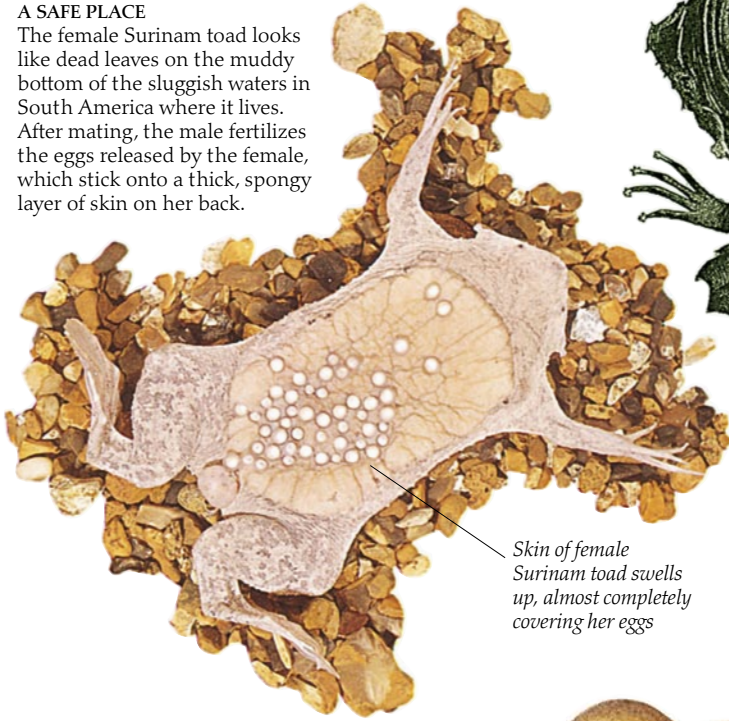 A SAFE PLACE
The female Surinam toad looks
like dead leaves on the muddy
bottom of the sluggish waters in
South America where it lives.
After mating, the male fertilizes
the eggs released by the female,
which stick onto a thick, spongy
layer of skin on her back.
Skin of female
Surinam toad swells
up, almost completely
covering her eggs